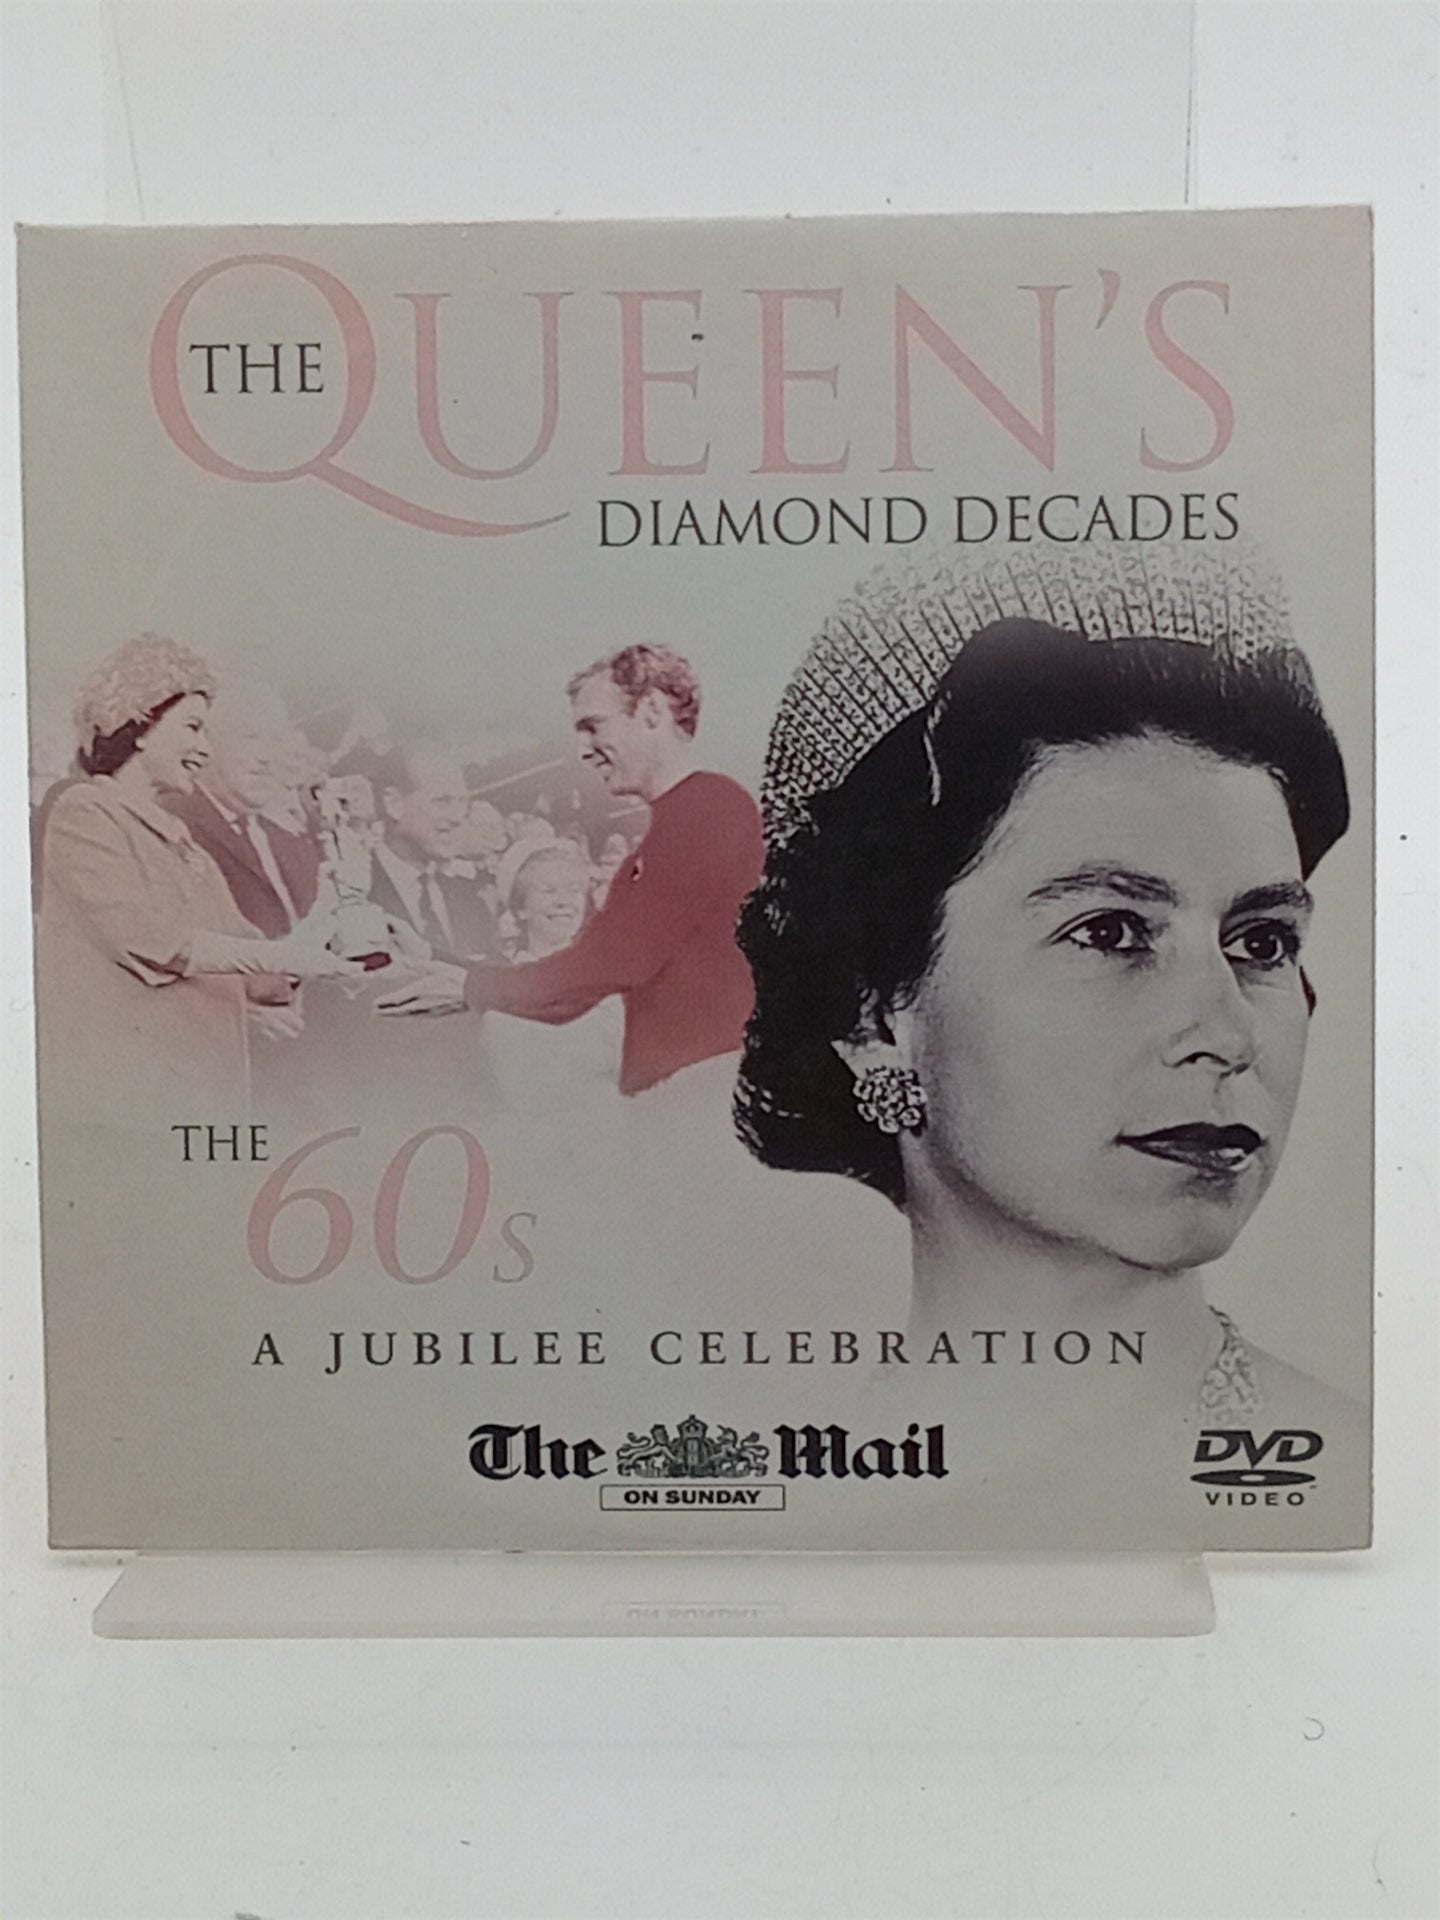 THE QUEEN'S
DIAMOND DECADES
THE 60s
A JUBILEE CELEBRATION
The Mail
ON SUNDAY
DVD
VIDEO